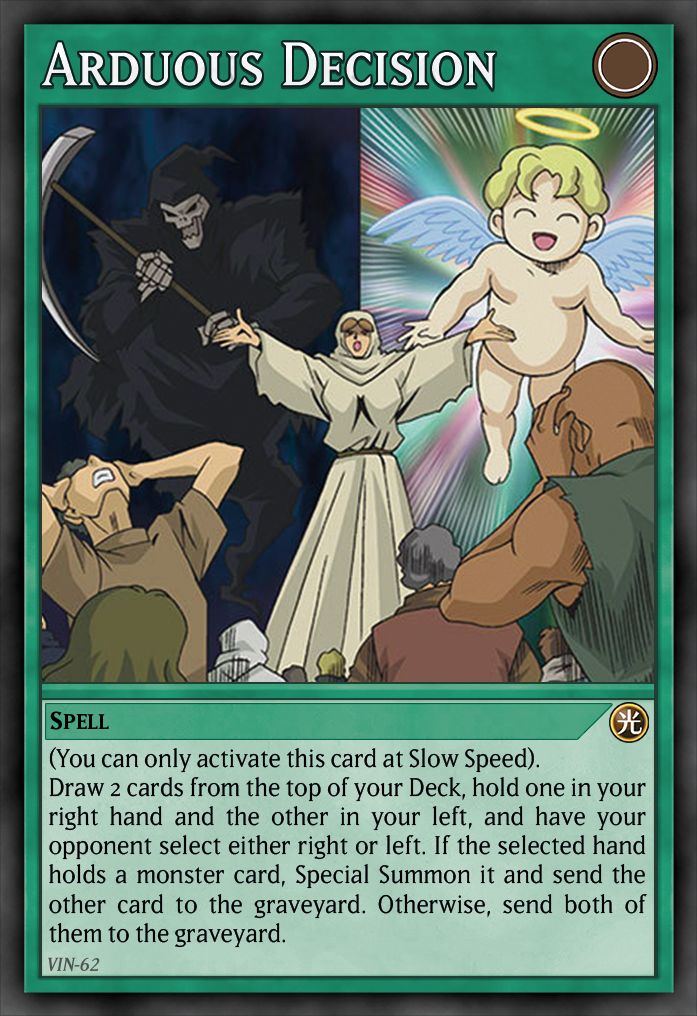 Arduous Decision
Spell
光
(You can only activate this card at Slow Speed).
Draw 2 cards from the top of your Deck, hold one in your
right hand and the other in your left, and have your
opponent select either right or left. If the selected hand
holds a monster card, Special Summon it and send the
other card to the graveyard. Otherwise, send both of
them to the graveyard.
VIN-62